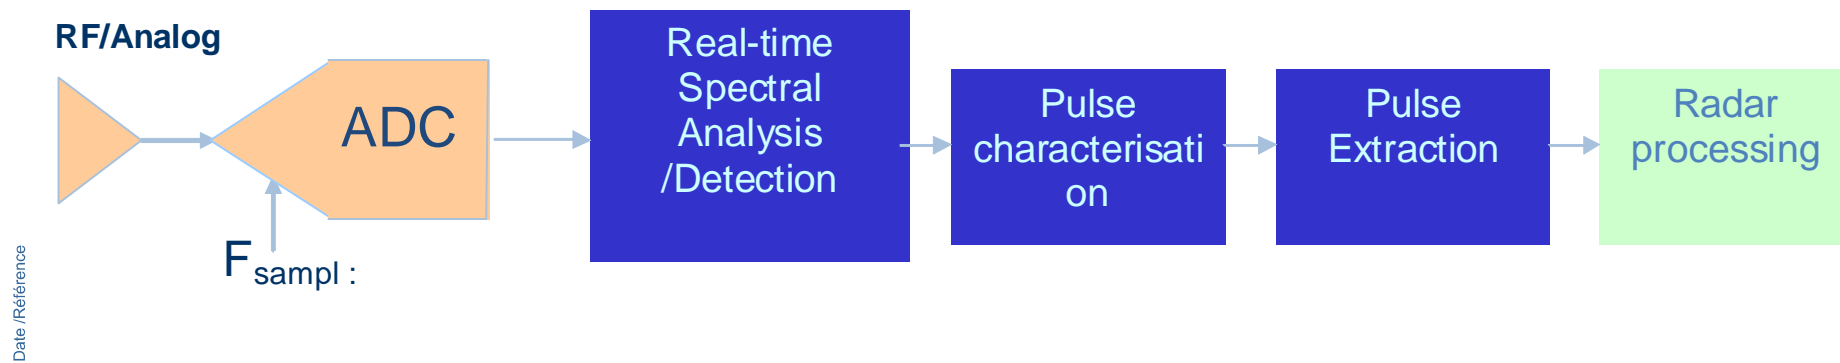 RF/Analog
ADC
F sampl :
Real-time
Spectral
Analysis
/Detection
Pulse
characterisati
on
Pulse
Extraction
Radar
processing
Date /Référence